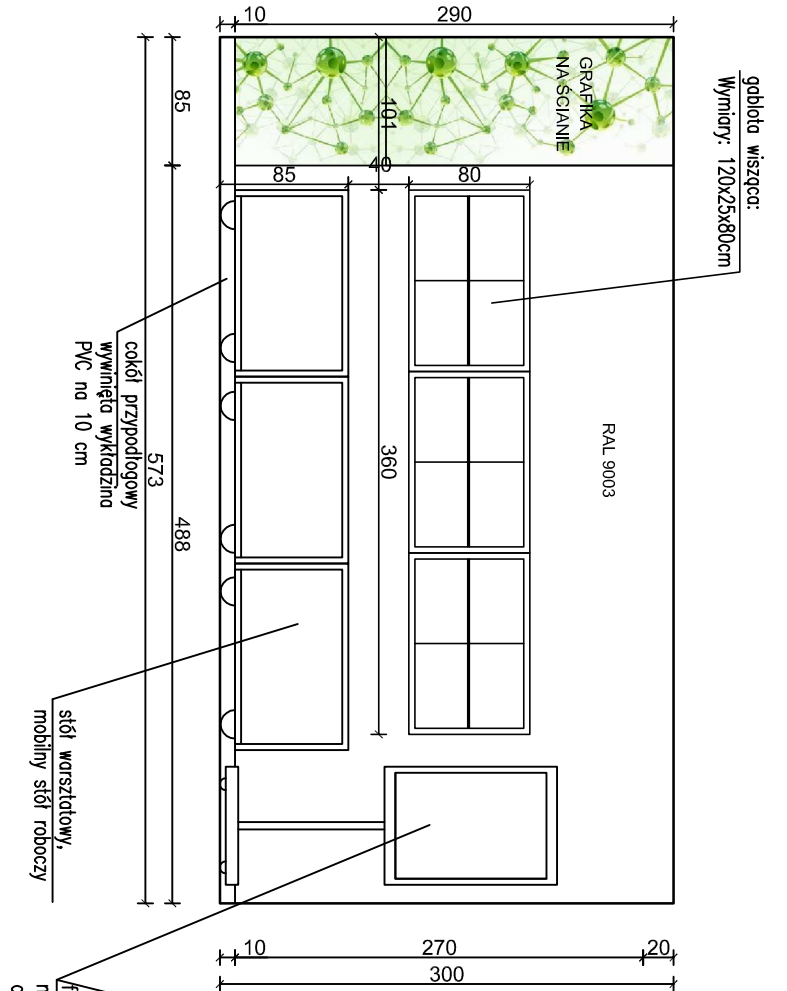 10
290
85
GRAFIKA
NA ŚCIANIE
101
40
85
80
gablota wisząca:
Wymiary: 120x25x80cm
cokół przypodłogowy
wywinięta wykładzina
PVC na 10 cm
573
488
360
RAL 9003
stół warsztatowy,
mobilny stół roboczy
10
270
20
300